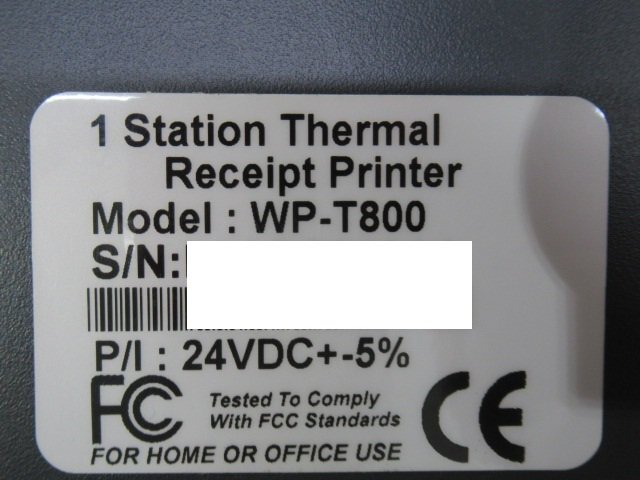 1 Station Thermal
Receipt Printer
Model : WP-T800
S/N:
P/I : 24VDC+-5%
FC Tested To Comply
With FCC Standards
CE
FOR HOME OR OFFICE USE